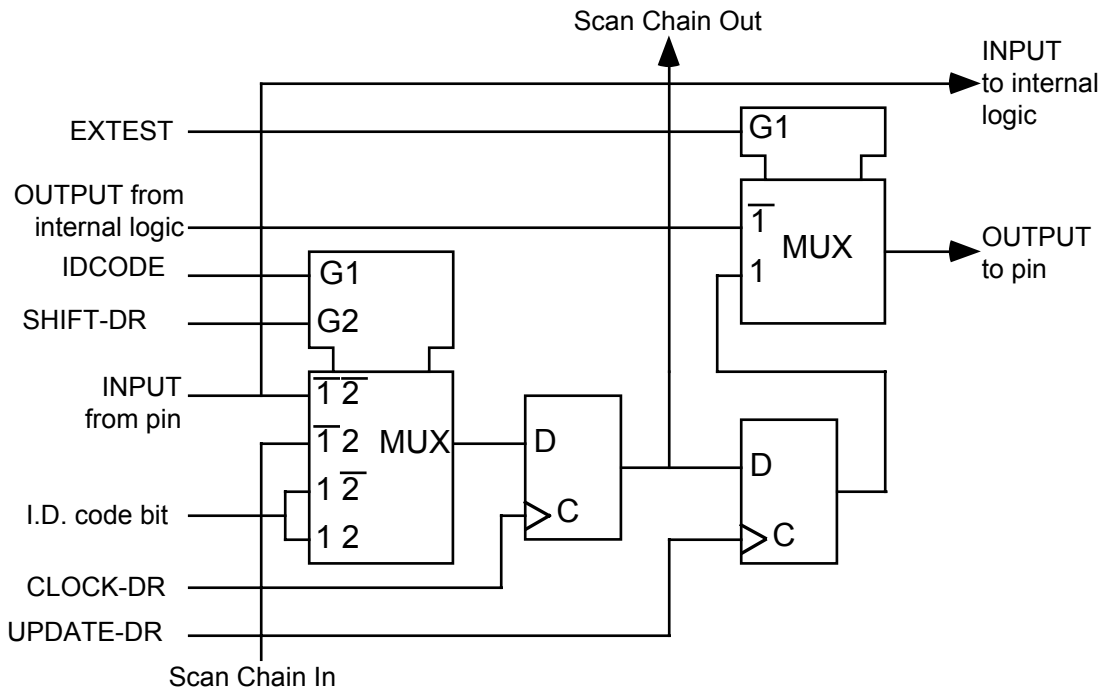 Scan Chain Out
INPUT
to internal
logic
EXTEST
G1
OUTPUT from
internal logic
1̅
MUX
1
OUTPUT
to pin
IDCODE
G1
SHIFT-DR
G2
INPUT
from pin
1̅ 2̅
1̅ 2
MUX
1 2̅
1 2
I.D. code bit
D
C
D
C
CLOCK-DR
UPDATE-DR
Scan Chain In